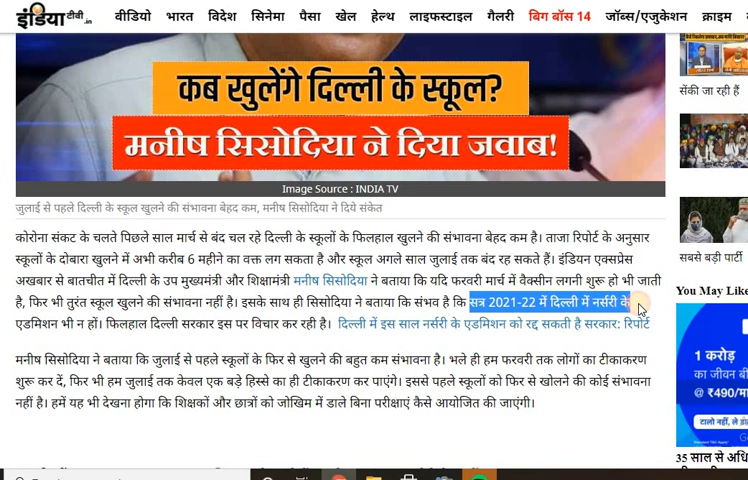 इंडिया टीवी .in
वीडियो भारत विदेश सिनेमा पैसा खेल हेल्थ लाइफस्टाइल गैलरी बिग बॉस 14 जॉब्स/एजुकेशन क्राइम
कब खुलेंगे दिल्ली के स्कूल?
मनीष सिसोदिया ने दिया जवाब!
Image Source : INDIA TV
जुलाई से पहले दिल्ली के स्कूल खुलने की संभावना बेहद कम, मनीष सिसोदिया ने दिये संकेत
कोरोना संकट के चलते पिछले साल मार्च से बंद चल रहे दिल्ली के स्कूलों के फिलहाल खुलने की संभावना बेहद कम है। ताजा रिपोर्ट के अनुसार
स्कूलों के दोबारा खुलने में अभी करीब 6 महीने का वक्त लग सकता है और स्कूल अगले साल जुलाई तक बंद रह सकते हैं। इंडियन एक्सप्रेस
अखबार से बातचीत में दिल्ली के उप मुख्यमंत्री और शिक्षामंत्री मनीष सिसोदिया ने बताया कि यदि फरवरी मार्च में वैक्सीन लगनी शुरू हो भी जाती
है, फिर भी तुरंत स्कूल खुलने की संभावना नहीं है। इसके साथ ही सिसोदिया ने बताया कि संभव है कि सत्र 2021-22 में दिल्ली में नर्सरी के
एडमिशन भी न हों। फिलहाल दिल्ली सरकार इस पर विचार कर रही है। दिल्ली में इस साल नर्सरी के एडमिशन को रद्द सकती है सरकार: रिपोर्ट
मनीष सिसोदिया ने बताया कि जुलाई से पहले स्कूलों के फिर से खुलने की बहुत कम संभावना है। भले ही हम फरवरी तक लोगों का टीकाकरण
शुरू कर दें, फिर भी हम जुलाई तक केवल एक बड़े हिस्से का ही टीकाकरण कर पाएंगे। इससे पहले स्कूलों को फिर से खोलने की कोई संभावना
नहीं है। हमें यह भी देखना होगा कि शिक्षकों और छात्रों को जोखिम में डाले बिना परीक्षाएं कैसे आयोजित की जाएंगी।
सेंकी जा रही हैं
सबसे बड़ी पार्टी
You May Like
1 करोड़
का जीवन बी
@ ₹490/मा
टालो नहीं, ले डा
35 साल से अधि